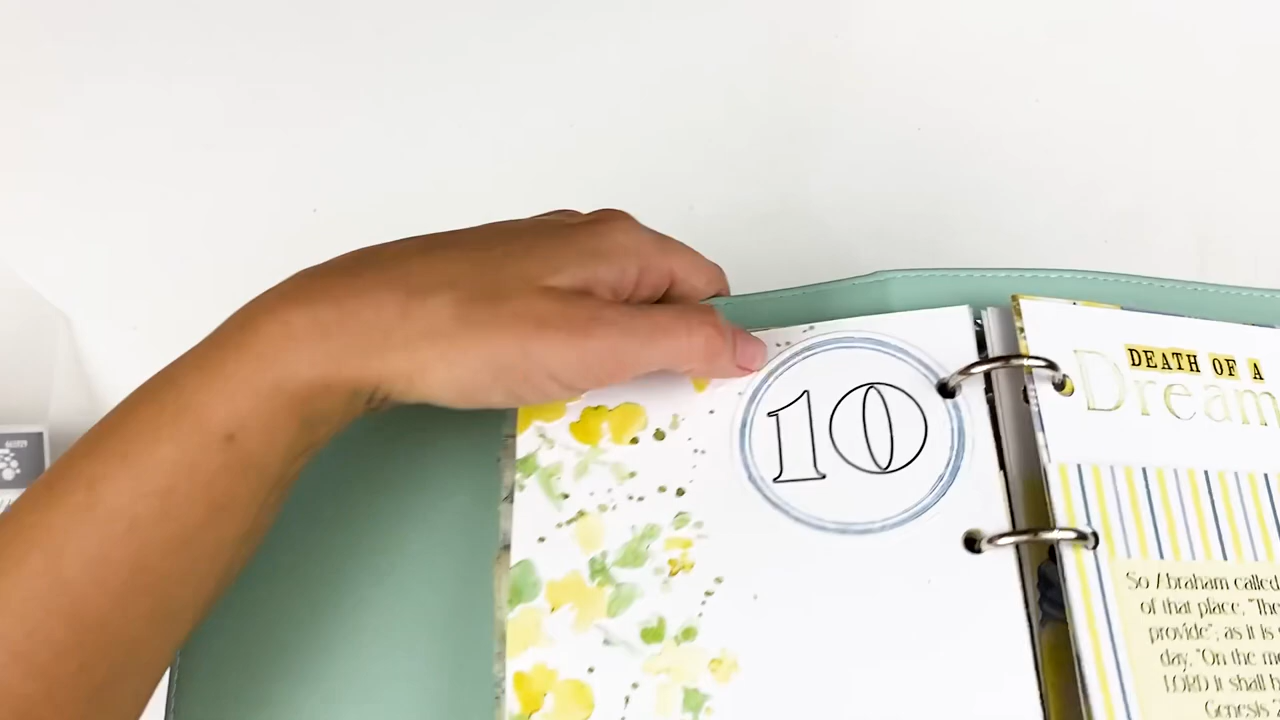 10
DEATH OF A
Dream
So Abraham called
of that place, "The
provide"; as it is
day, "On the
LORD it shall
Genesis